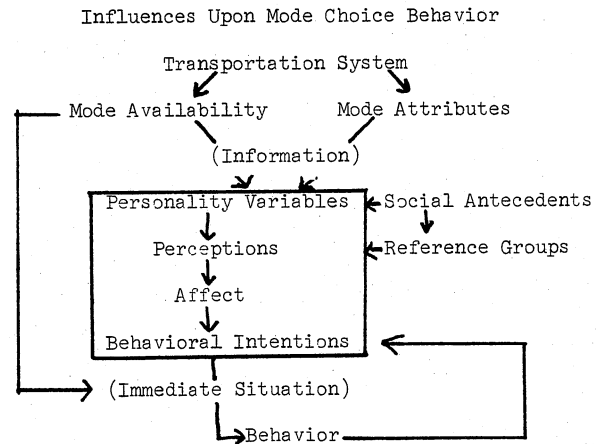 Influences Upon Mode Choice Behavior
Transportation System
Mode Availability Mode Attributes
(Information)
Personality Variables Social Antecedents
Perceptions Reference Groups
Affect
Behavioral Intentions
(Immediate Situation)
Behavior